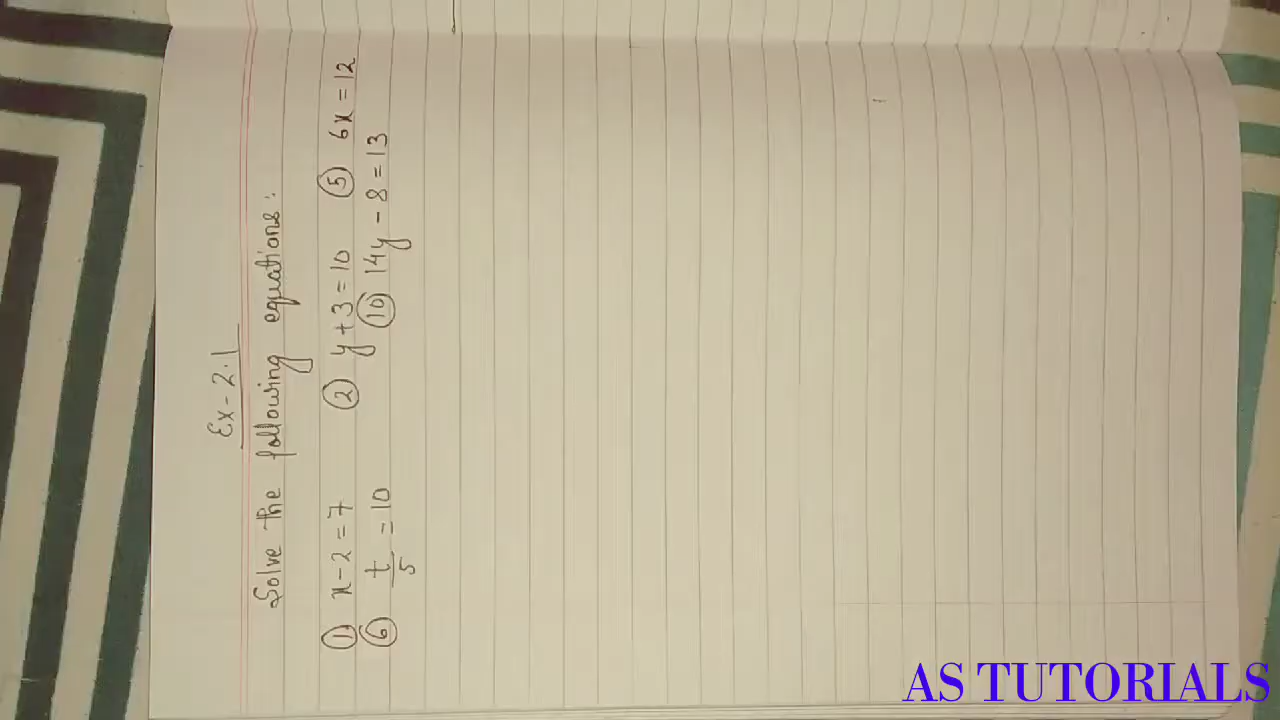 Ex-2.1
Solve the following equations:
① x-2=7 ② y+3=10 ⑤ 6x=12
⑥ t/5=10 ⑩ 14y-8=13
AS TUTORIALS